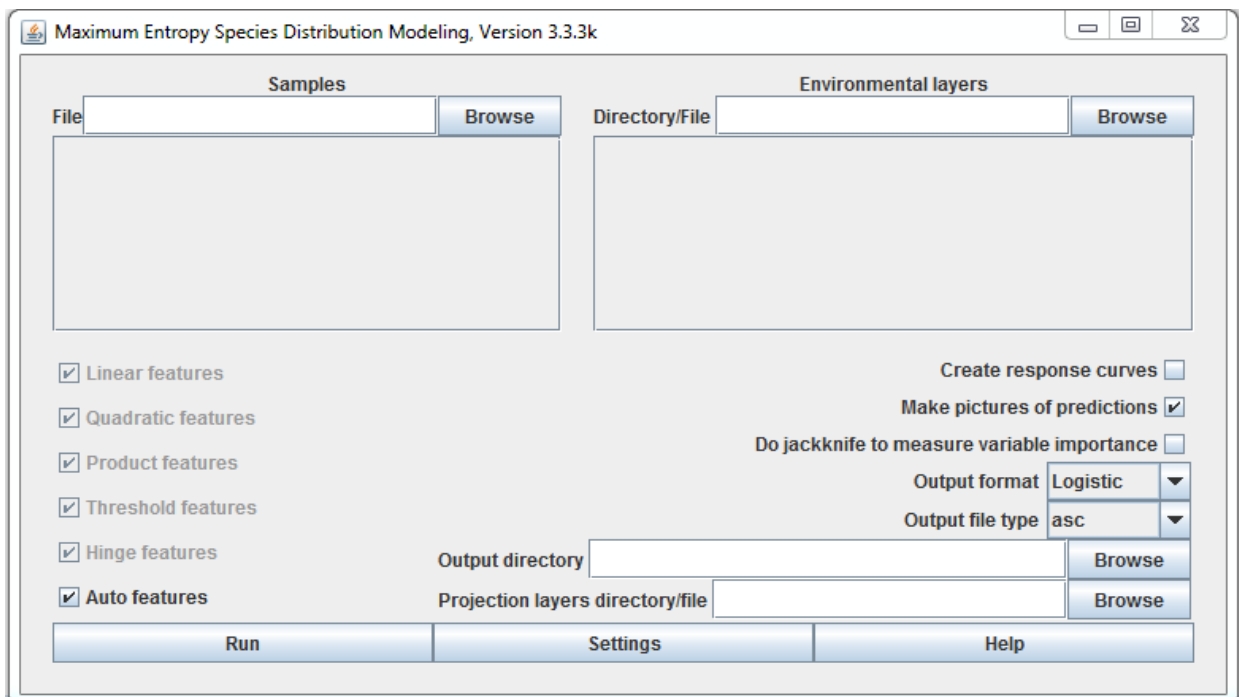 Maximum Entropy Species Distribution Modeling, Version 3.3.3k
Samples
File Browse
Environmental layers
Directory/File Browse
Linear features
Quadratic features
Product features
Threshold features
Hinge features
Auto features
Create response curves
Make pictures of predictions
Do jackknife to measure variable importance
Output format Logistic
Output file type asc
Output directory Browse
Projection layers directory/file Browse
Run Settings Help